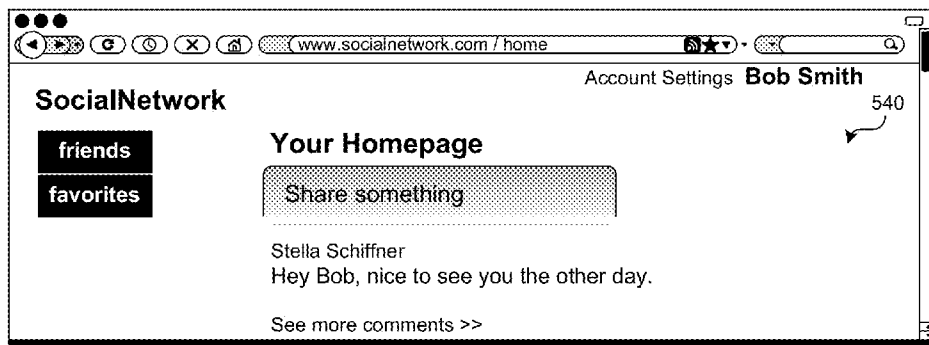 www.socialnetwork.com / home
Account Settings Bob Smith
SocialNetwork
540
friends
Your Homepage
favorites
Share something
Stella Schiffner
Hey Bob, nice to see you the other day.
See more comments >>